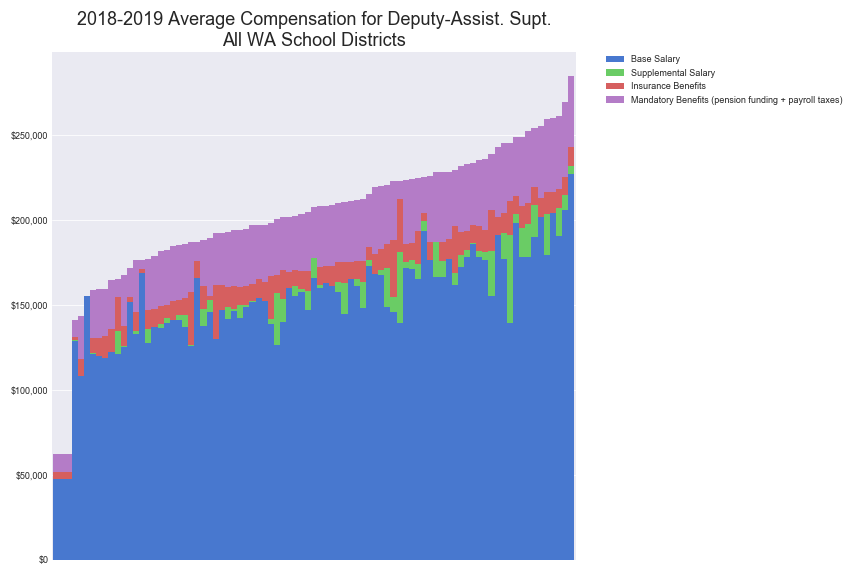 2018-2019 Average Compensation for Deputy-Assist. Supt.
All WA School Districts
Base Salary
Supplemental Salary
Insurance Benefits
Mandatory Benefits (pension funding + payroll taxes)
$250,000
$200,000
$150,000
$100,000
$50,000
$0